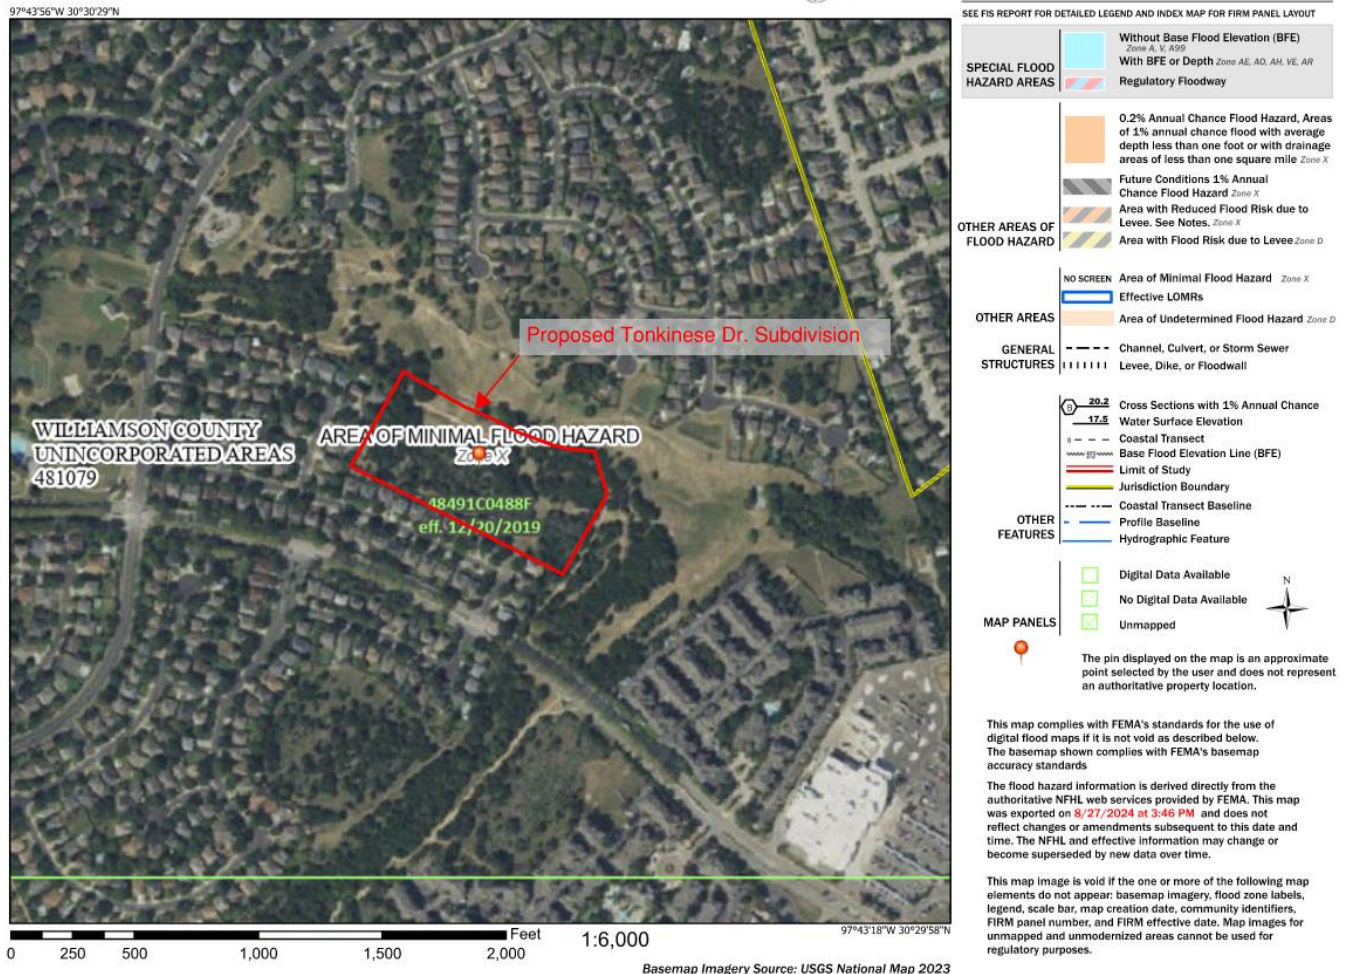 97°43'56"W 30°30'29"N
Proposed Tonkinese Dr. Subdivision
WILLIAMSON COUNTY
UNINCORPORATED AREAS
481079
AREA OF MINIMAL FLOOD HAZARD
Zone X
48491C0488F
eff. 12/20/2019
97°43'18"W 30°29'58"N
Feet
1:6,000
0 250 500 1,000 1,500 2,000
Basemap Imagery Source: USGS National Map 2023
SEE FIS REPORT FOR DETAILED LEGEND AND INDEX MAP FOR FIRM PANEL LAYOUT
SPECIAL FLOOD
HAZARD AREAS
Without Base Flood Elevation (BFE)
Zone A, V, A99
With BFE or Depth Zone AE, AO, AH, VE, AR
Regulatory Floodway
OTHER AREAS OF
FLOOD HAZARD
0.2% Annual Chance Flood Hazard, Areas
of 1% annual chance flood with average
depth less than one foot or with drainage
areas of less than one square mile Zone X
Future Conditions 1% Annual
Chance Flood Hazard Zone X
Area with Reduced Flood Risk due to
Levee. See Notes. Zone X
Area with Flood Risk due to Levee Zone D
OTHER AREAS
NO SCREEN Area of Minimal Flood Hazard Zone X
Effective LOMRs
Area of Undetermined Flood Hazard Zone D
GENERAL
STRUCTURES
Channel, Culvert, or Storm Sewer
Levee, Dike, or Floodwall
OTHER
FEATURES
B 20.2 Cross Sections with 1% Annual Chance
17.5 Water Surface Elevation
8 Coastal Transect
513 Base Flood Elevation Line (BFE)
Limit of Study
Jurisdiction Boundary
Coastal Transect Baseline
Profile Baseline
Hydrographic Feature
MAP PANELS
Digital Data Available
No Digital Data Available
Unmapped
N
The pin displayed on the map is an approximate
point selected by the user and does not represent
an authoritative property location.
This map complies with FEMA's standards for the use of
digital flood maps if it is not void as described below.
The basemap shown complies with FEMA's basemap
accuracy standards
The flood hazard information is derived directly from the
authoritative NFHL web services provided by FEMA. This map
was exported on 8/27/2024 at 3:46 PM and does not
reflect changes or amendments subsequent to this date and
time. The NFHL and effective information may change or
become superseded by new data over time.
This map image is void if the one or more of the following map
elements do not appear: basemap imagery, flood zone labels,
legend, scale bar, map creation date, community identifiers,
FIRM panel number, and FIRM effective date. Map images for
unmapped and unmodernized areas cannot be used for
regulatory purposes.